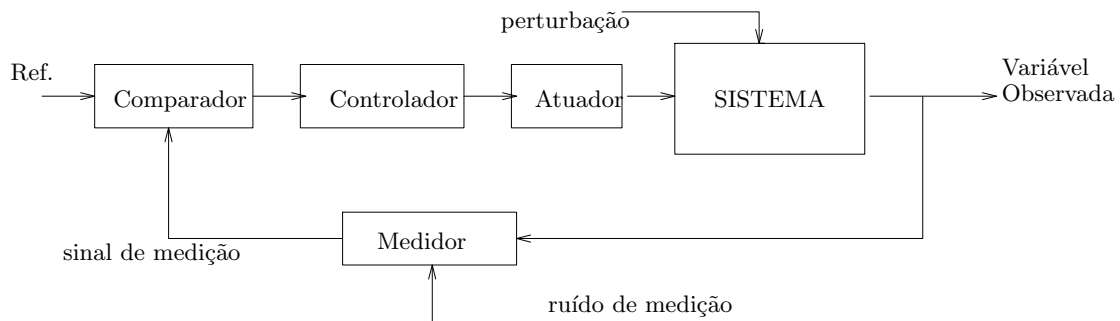 perturbação
Ref.
Comparador
Controlador
Atuador
SISTEMA
Variável
Observada
Medidor
sinal de medição
ruído de medição